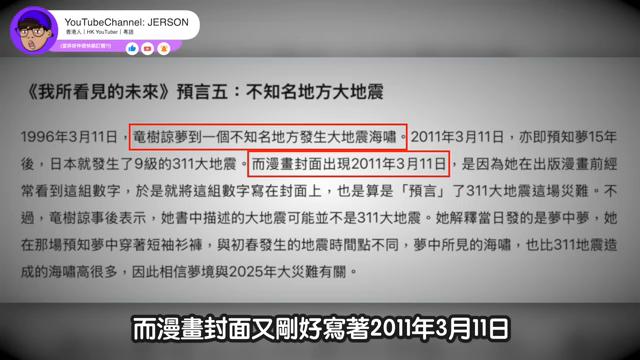 YouTubeChannel: JERSON
香港人 | HK YouTuber | 粵語
《我所看見的未來》預言五：不知名地方大地震
1996年3月11日，竜樹諒夢到一個不知名地方發生大地震海嘯。2011年3月11日，亦即預知夢15年
後，日本就發生了9級的311大地震。而漫畫封面出現2011年3月11日，是因為她在出版漫畫前經
常看到這組數字，於是就將這組數字寫在封面上，也是算是「預言」了311大地震這場災難。不
過，竜樹諒事後表示，她書中描述的大地震可能並不是311大地震。她解釋當日發的是夢中夢，她
在那場預知夢中穿著短袖衫褲，與初春發生的地震時間點不同，夢中所見的海嘯，也比311地震造
成的海嘯高很多，因此相信夢境與2025年大災難有關。
而漫畫封面又剛好寫著2011年3月11日